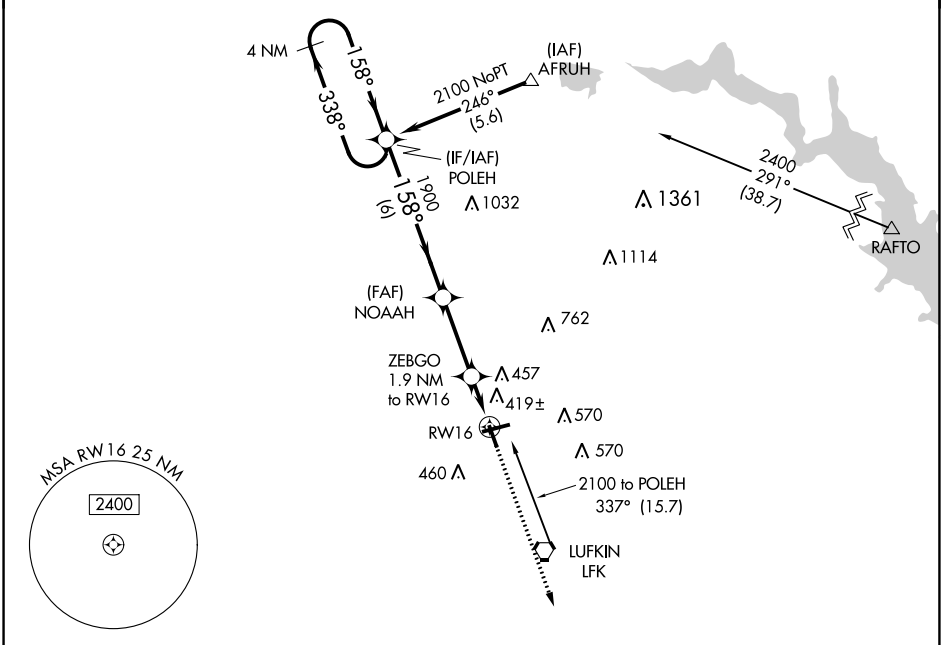 4 NM
158°
338°
(IAF)
AFRUH
2100 NoPT
246°
(5.6)
(IF/IAF)
POLEH
1900
158°
(6)
1032
1361
2400
291°
(38.7)
RAFTO
1114
(FAF)
NOAAH
762
ZEBGO
1.9 NM
to RW16
457
419±
RW16
570
570
460
2100 to POLEH
337° (15.7)
LUFKIN
LFK
MSA RW16 25 NM
2400